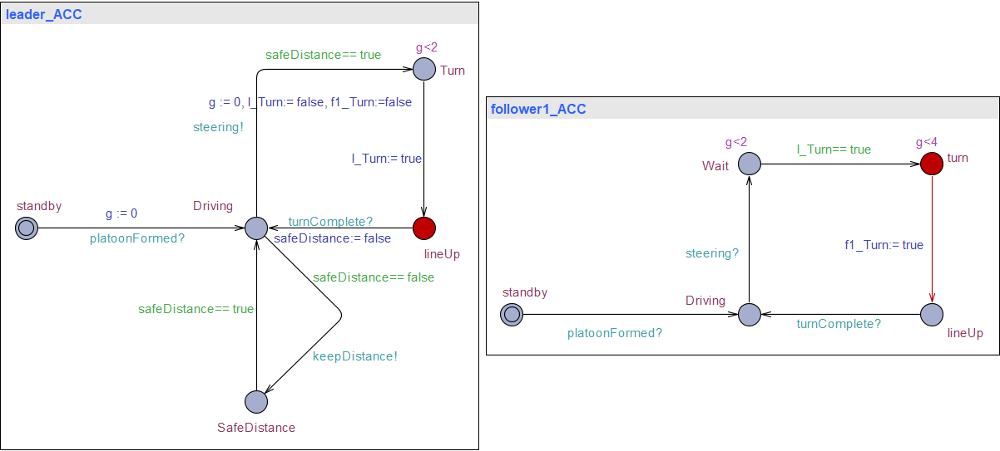 leader_ACC
g<2
safeDistance== true
Turn
g := 0, l_Turn:= false, f1_Turn:=false
steering!
l_Turn:= true
standby
Driving
g := 0
turnComplete?
platoonFormed?
safeDistance:= false
lineUp
safeDistance== false
safeDistance== true
keepDistance!
SafeDistance
follower1_ACC
g<2
g<4
l_Turn== true
turn
Wait
steering?
f1_Turn:= true
standby
Driving
turnComplete?
platoonFormed?
lineUp